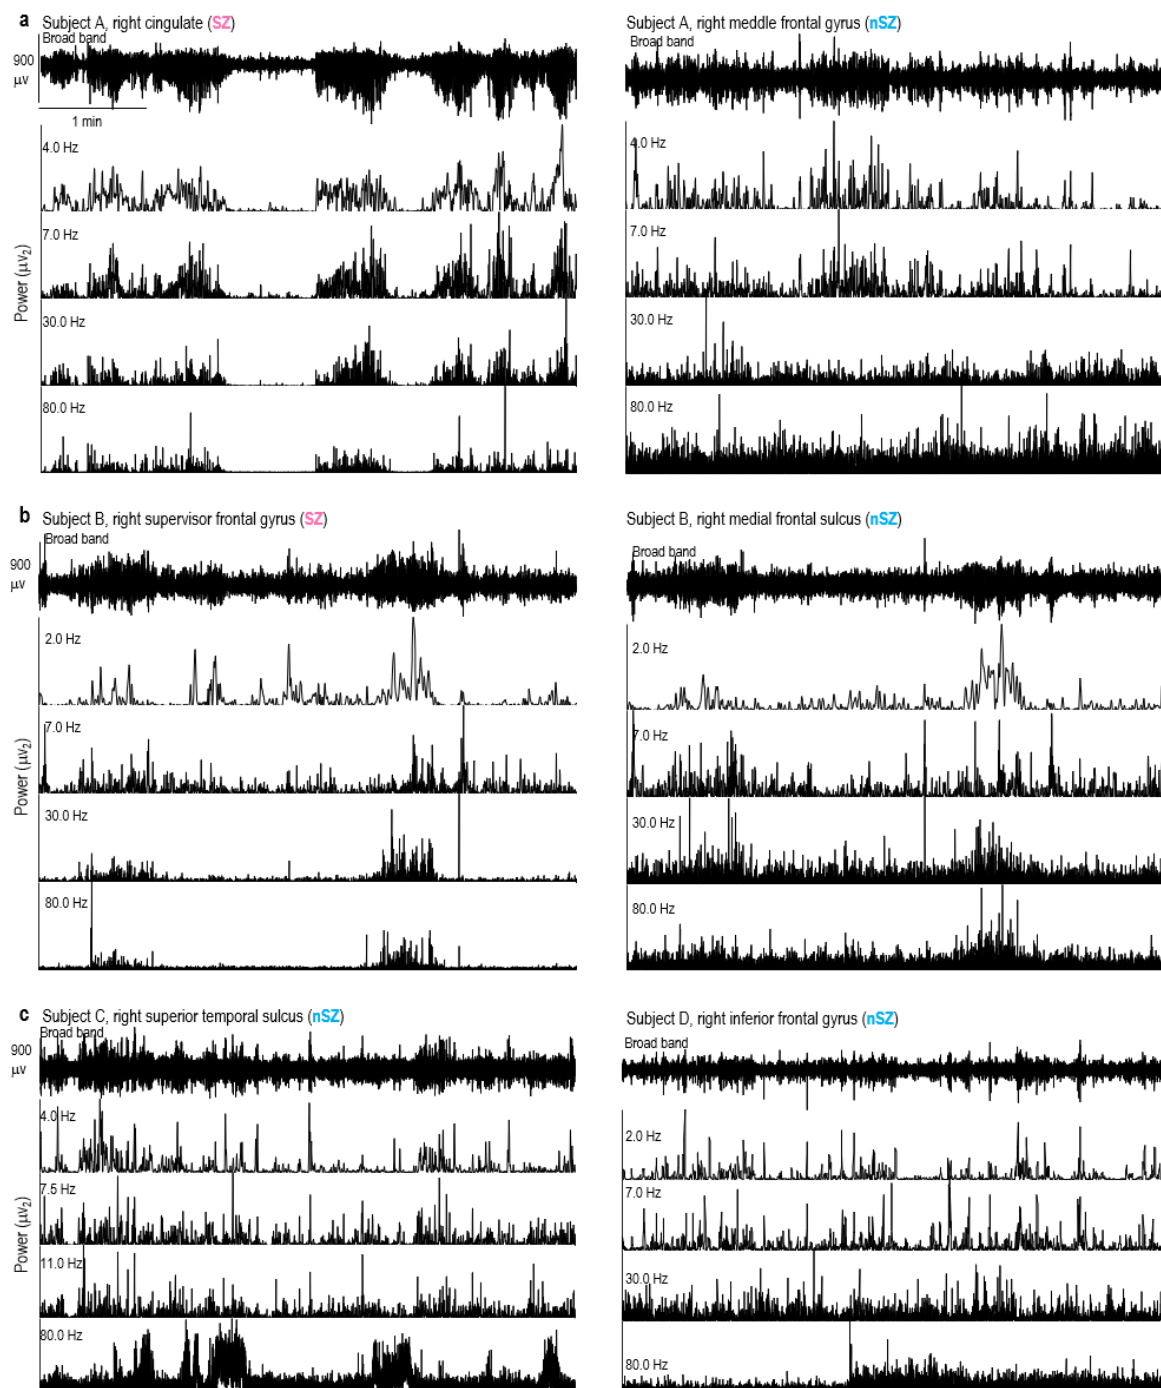 a Subject A, right cingulate (SZ)
Broad band
900
μv
1 min
4.0 Hz
7.0 Hz
30.0 Hz
80.0 Hz
Power (μv2)
Subject A, right meddle frontal gyrus (nSZ)
Broad band
4.0 Hz
7.0 Hz
30.0 Hz
80.0 Hz
b Subject B, right supervisor frontal gyrus (SZ)
Broad band
900
μv
2.0 Hz
7.0 Hz
30.0 Hz
80.0 Hz
Power (μv2)
Subject B, right medial frontal sulcus (nSZ)
Broad band
2.0 Hz
7.0 Hz
30.0 Hz
80.0 Hz
c Subject C, right superior temporal sulcus (nSZ)
Broad band
900
μv
4.0 Hz
7.5 Hz
11.0 Hz
80.0 Hz
Power (μv2)
Subject D, right inferior frontal gyrus (nSZ)
Broad band
2.0 Hz
7.0 Hz
30.0 Hz
80.0 Hz